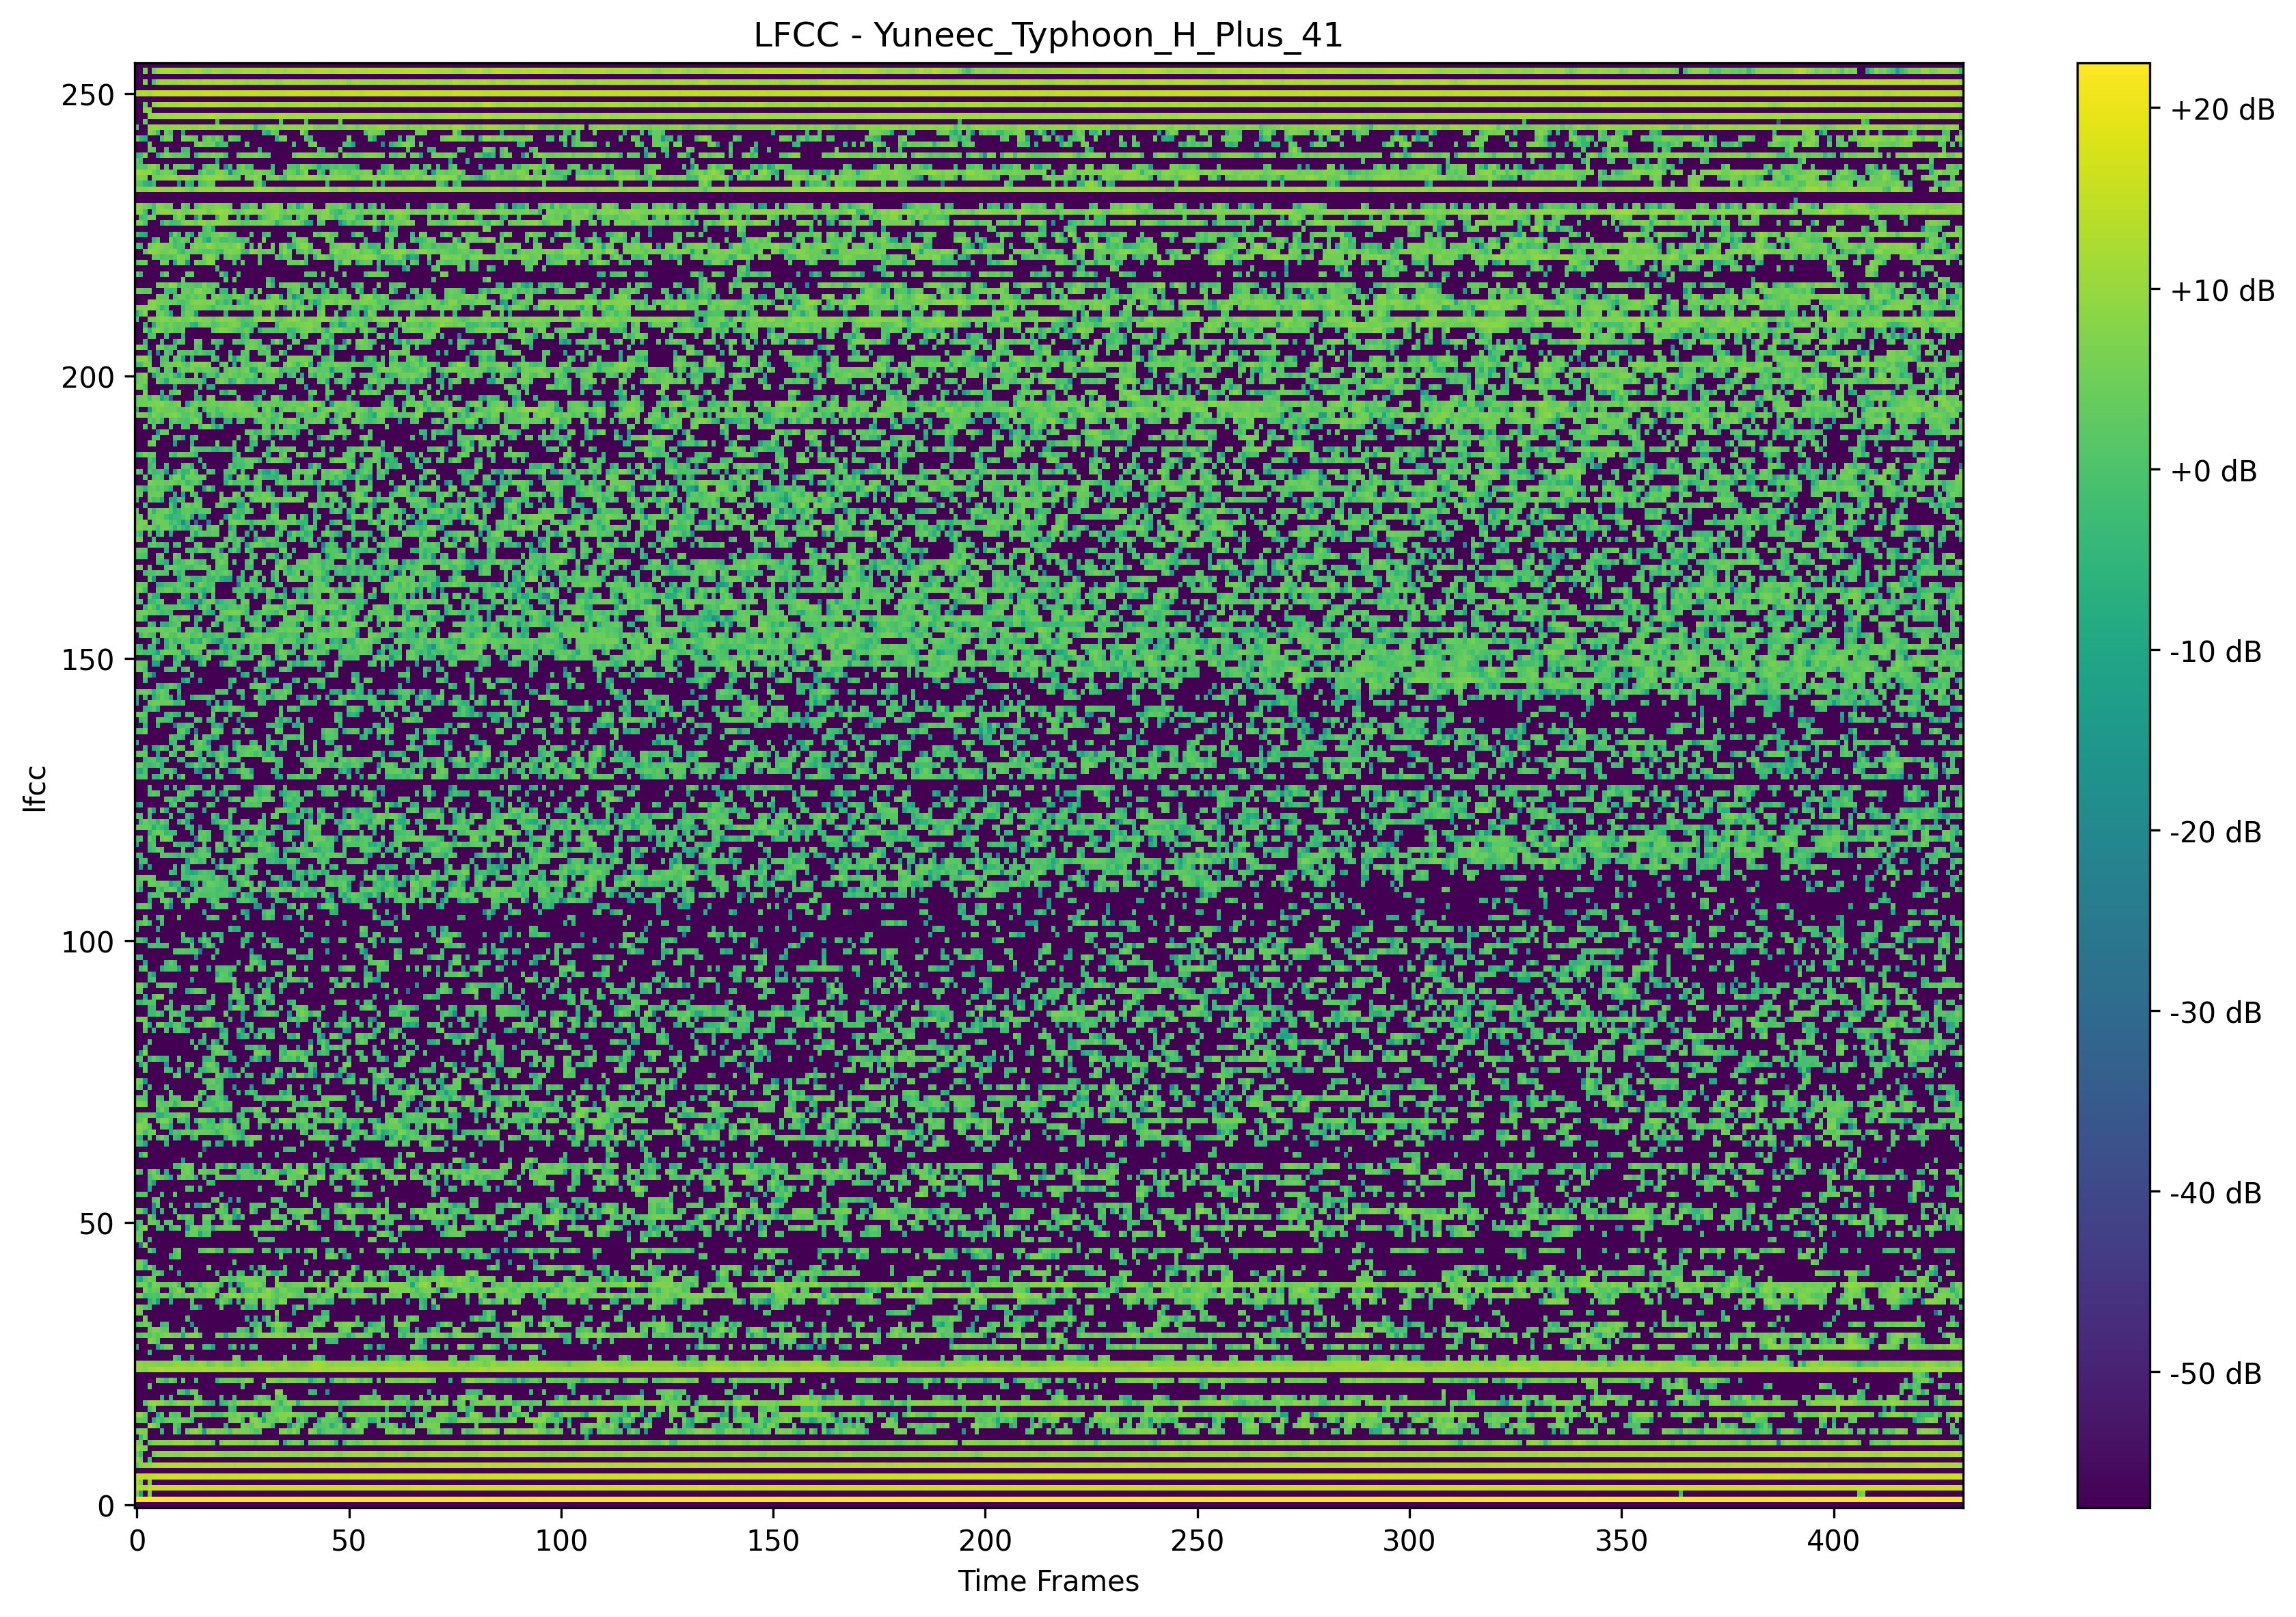 LFCC - Yuneec_Typhoon_H_Plus_41
250
200
150
100
50
0
lfcc
0 50 100 150 200 250 300 350 400
Time Frames
+20 dB
+10 dB
+0 dB
-10 dB
-20 dB
-30 dB
-40 dB
-50 dB